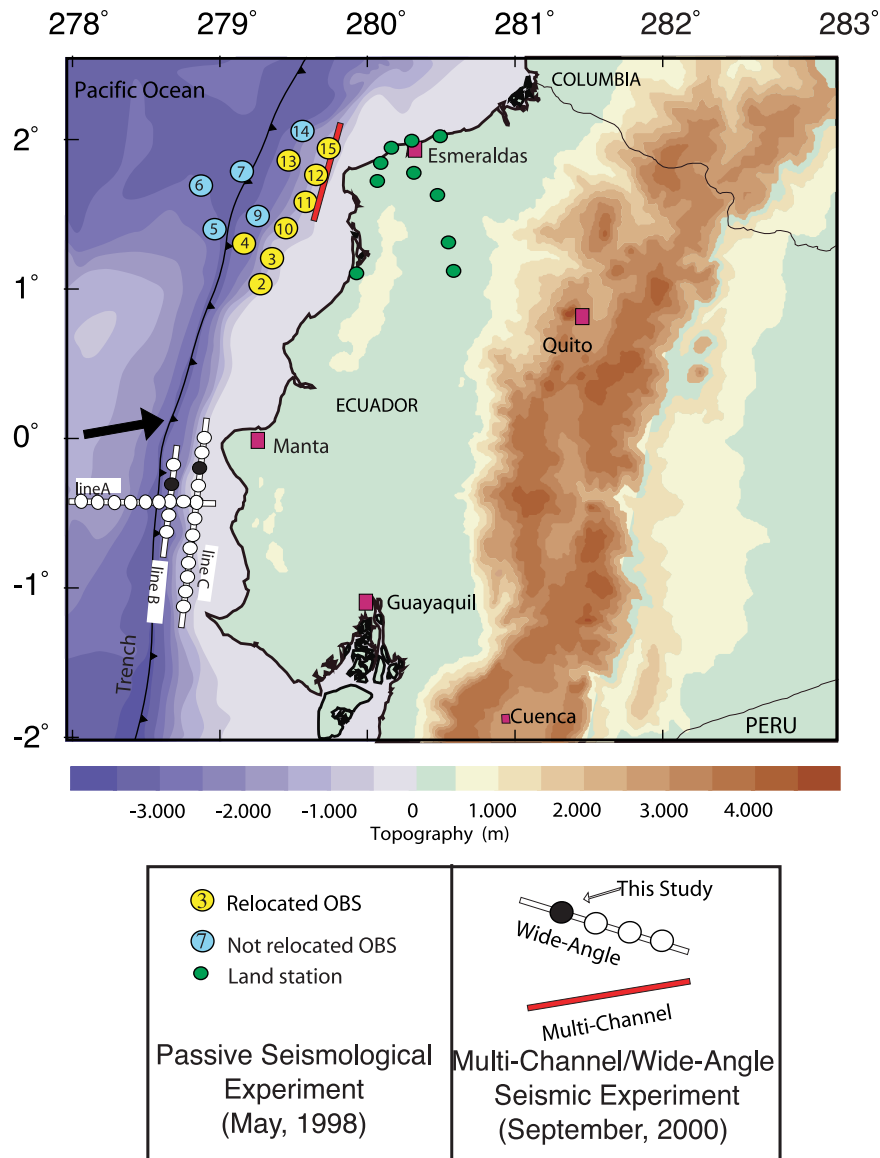 278° 279° 280° 281° 282° 283°
Pacific Ocean
COLUMBIA
2°
14
15
Esmeraldas
13
7
12
6
11
9
10
5
4
3
1°
2
Quito
ECUADOR
0°
Manta
lineA
line B
line C
-1°
Guayaquil
Trench
Cuenca
-2°
PERU
-3.000 -2.000 -1.000 0 1.000 2.000 3.000 4.000
Topography (m)
3 Relocated OBS
7 Not relocated OBS
Land station
Passive Seismological
Experiment
(May, 1998)
This Study
Wide-Angle
Multi-Channel
Multi-Channel/Wide-Angle
Seismic Experiment
(September, 2000)